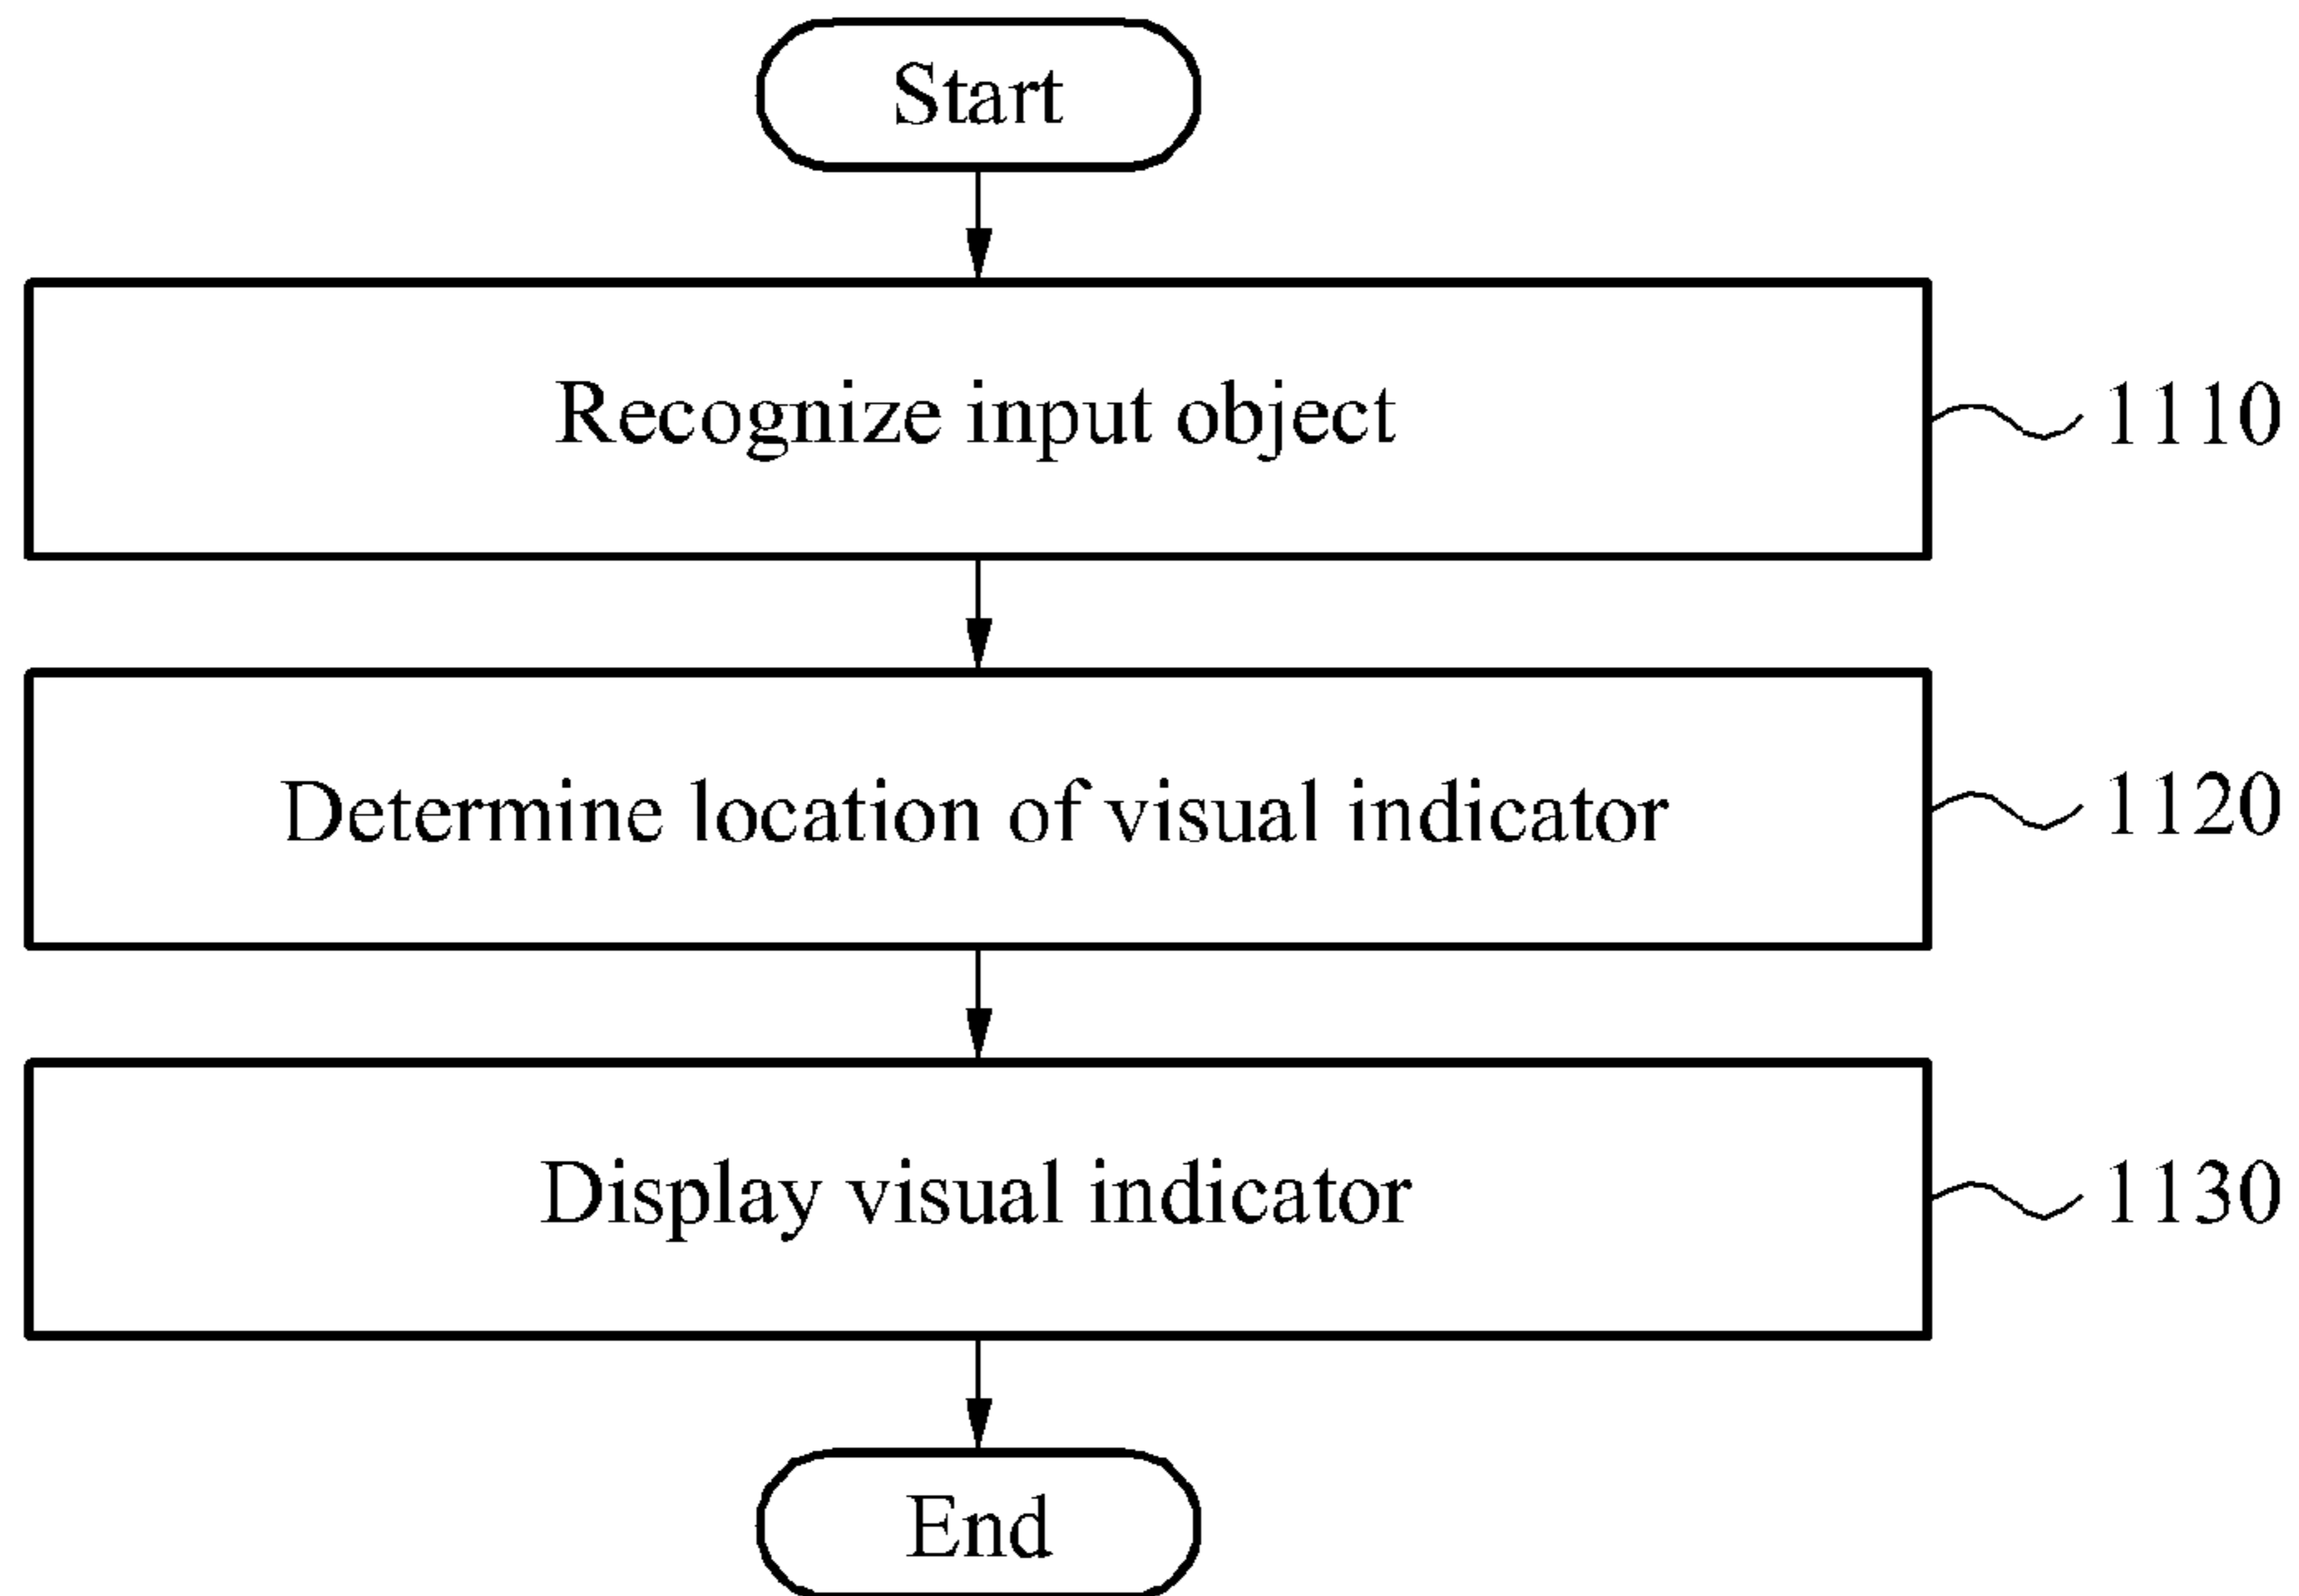 Start
Recognize input object
1110
Determine location of visual indicator
1120
Display visual indicator
1130
End